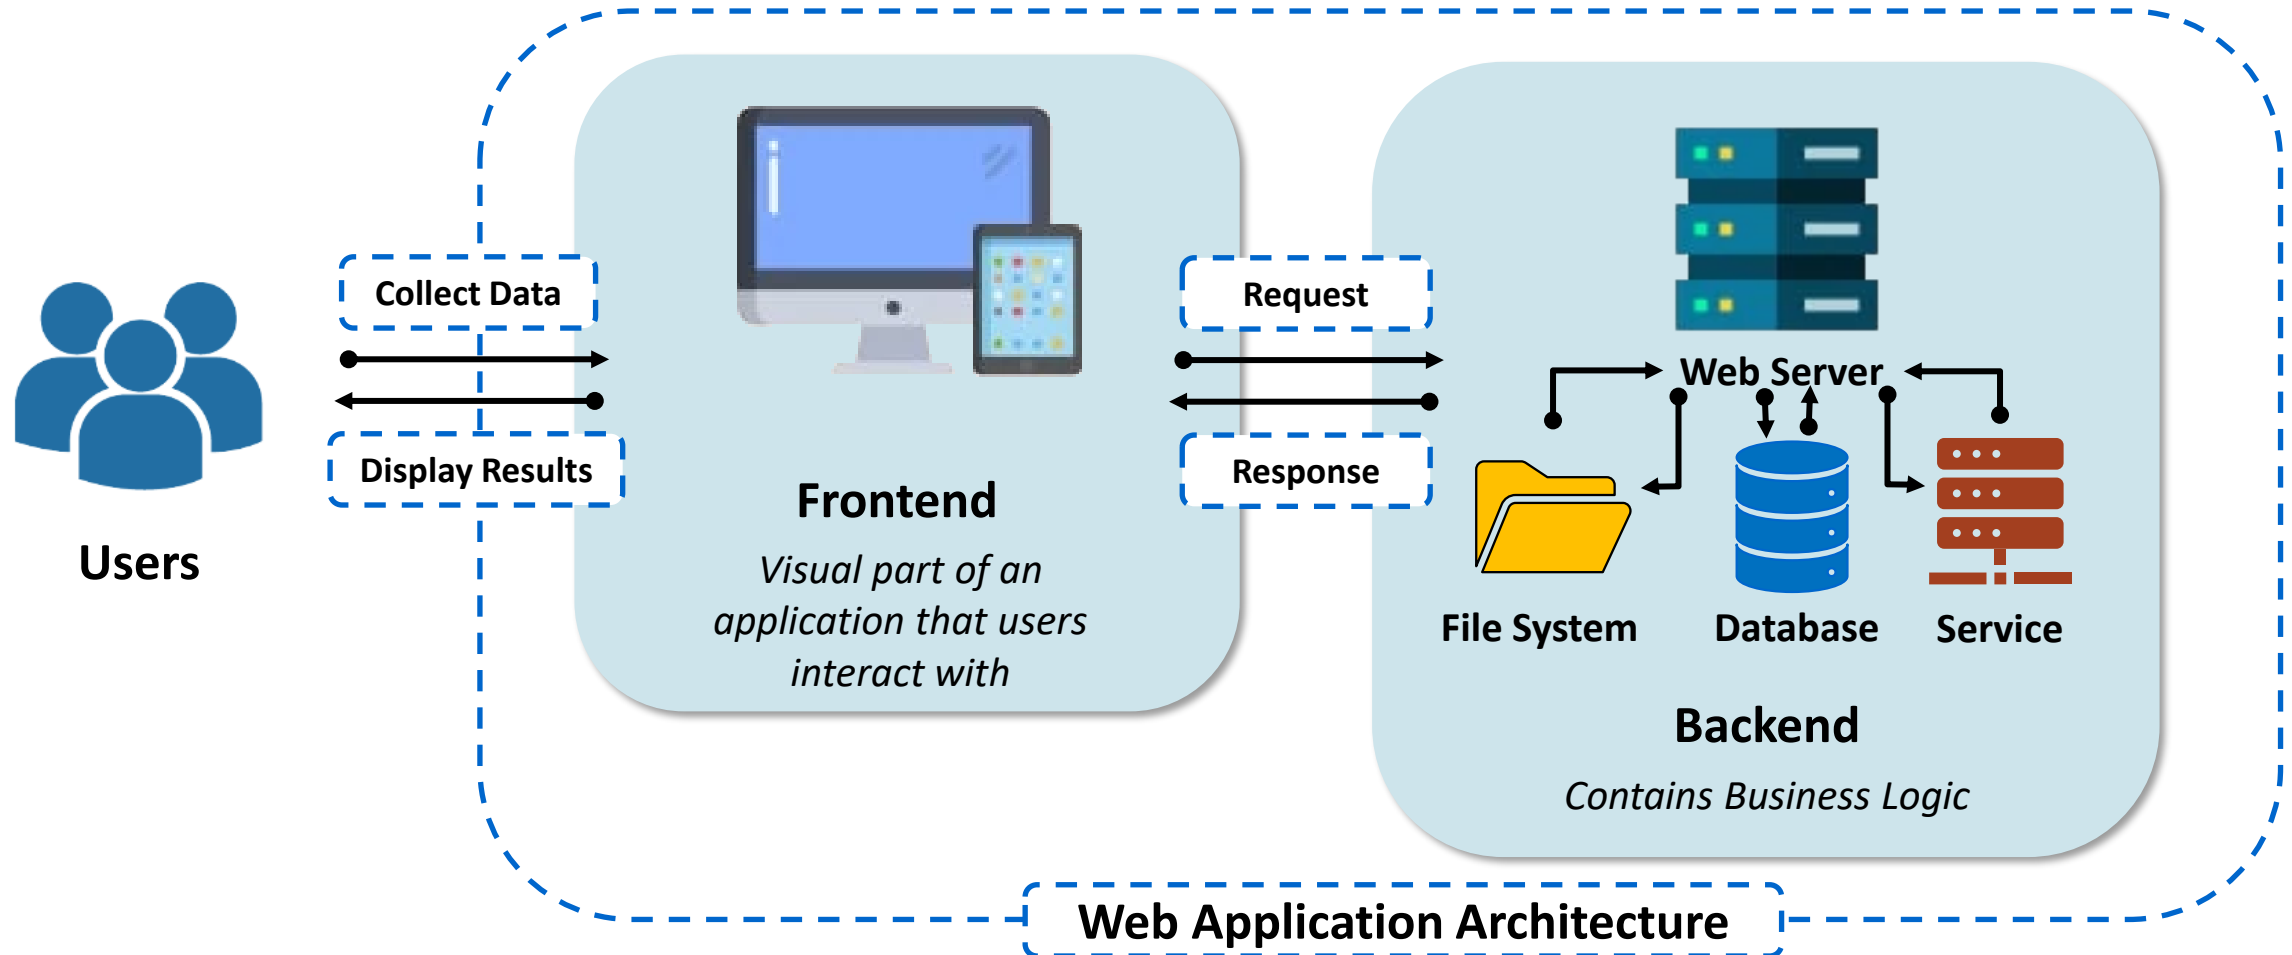 Collect Data
Display Results
Users
Frontend
Visual part of an
application that users
interact with
Request
Response
Web Server
File System
Database
Service
Backend
Contains Business Logic
Web Application Architecture